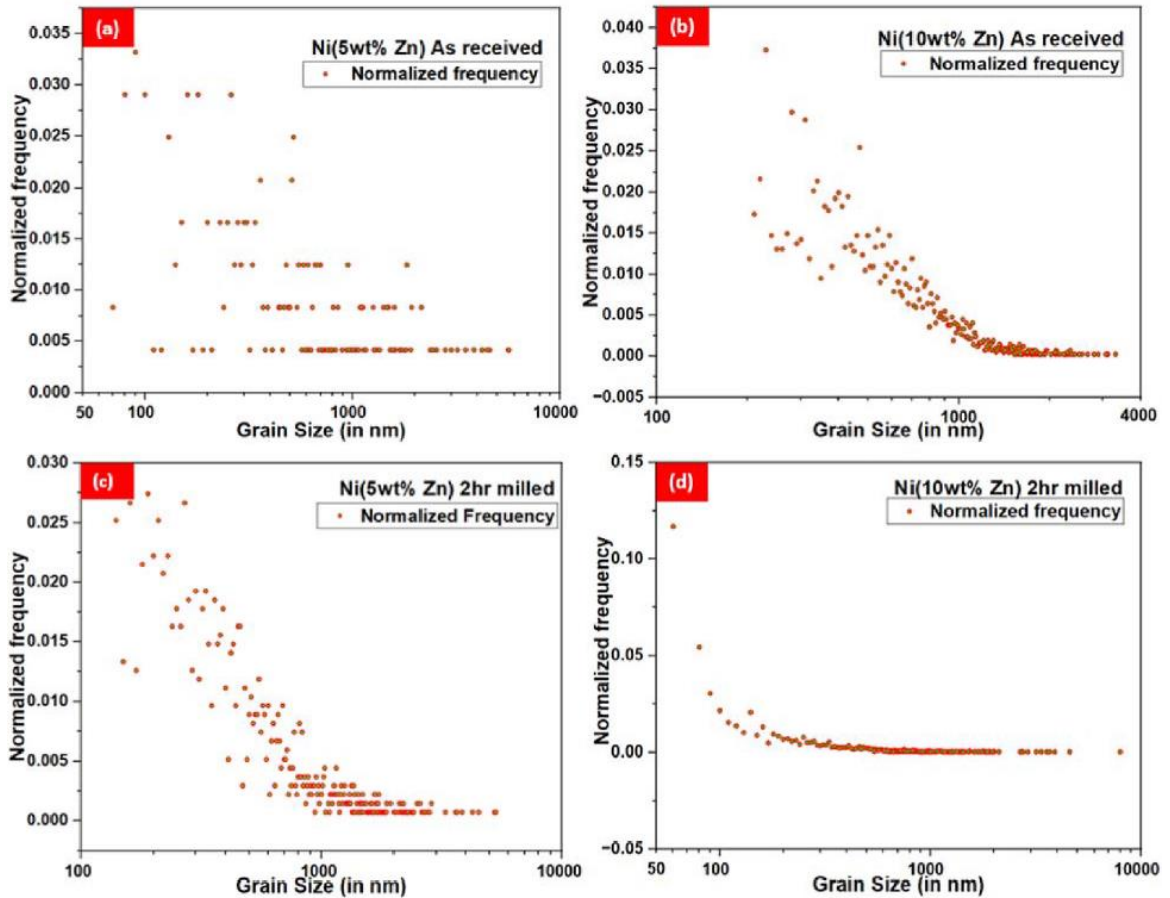 (a)
Ni(5wt% Zn) As received
Normalized frequency
Normalized frequency
0.035
0.030
0.025
0.020
0.015
0.010
0.005
0.000
50
100
1000
10000
Grain Size (in nm)
(b)
Ni(10wt% Zn) As received
Normalized frequency
Normalized frequency
0.040
0.035
0.030
0.025
0.020
0.015
0.010
0.005
0.000
−0.005
100
1000
4000
Grain Size (in nm)
(c)
Ni(5wt% Zn) 2hr milled
Normalized Frequency
Normalized frequency
0.030
0.025
0.020
0.015
0.010
0.005
0.000
100
1000
10000
Grain Size (in nm)
(d)
Ni(10wt% Zn) 2hr milled
Normalized frequency
Normalized frequency
0.15
0.10
0.05
0.00
−0.05
50
100
1000
10000
Grain Size (in nm)